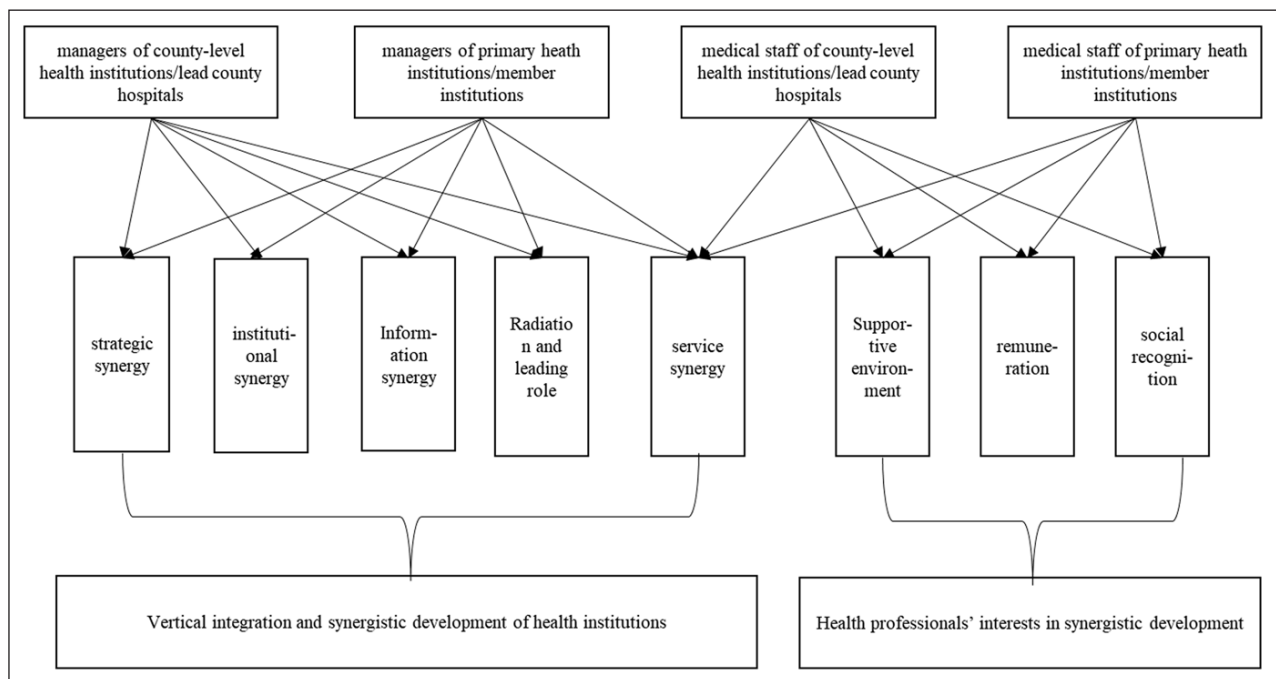 managers of county-level
health institutions/lead county
hospitals
managers of primary heath
institutions/member
institutions
medical staff of county-level
health institutions/lead county
hospitals
medical staff of primary heath
institutions/member
institutions
strategic
synergy
instituti-
onal
synergy
Inform-
ation
synergy
Radiatio
n and
leading
role
service
synergy
Suppor-
tive
environ-
ment
remune-
ration
social
recogni-
tion
Vertical integration and synergistic development of health institutions
Health professionals’ interests in synergistic development